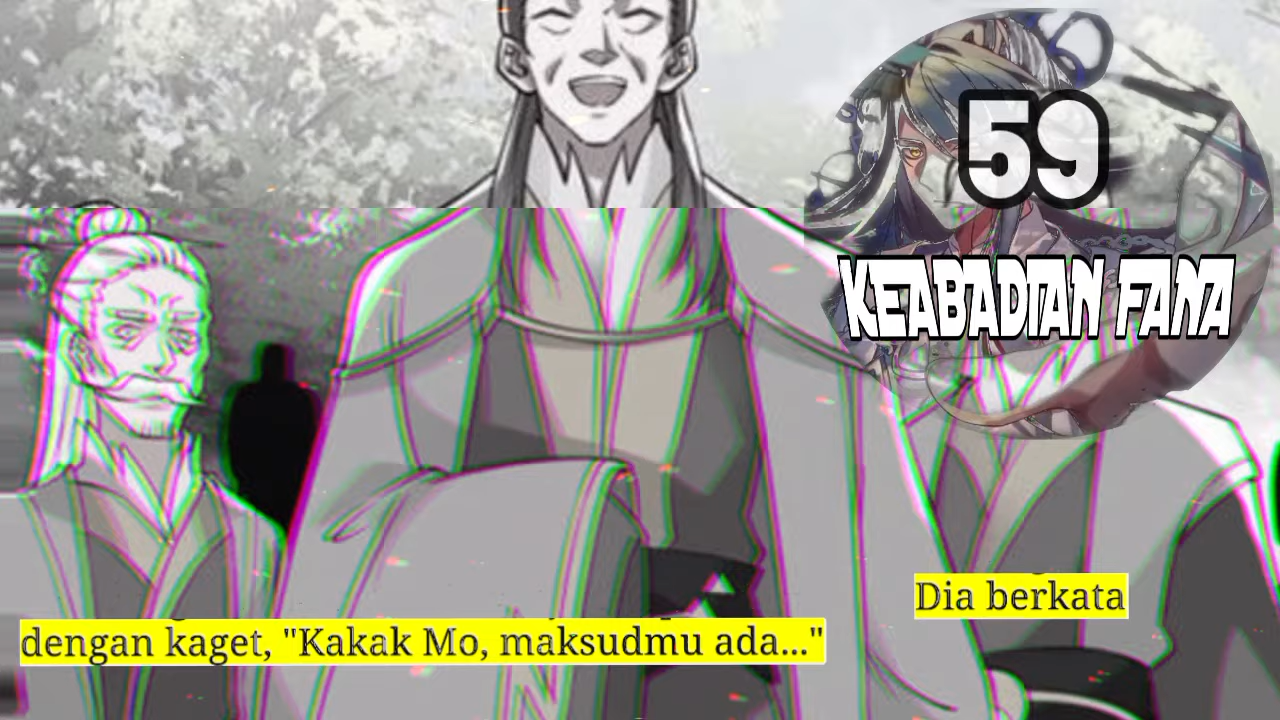 59
KEABADIAN FANA
Dia berkata
dengan kaget, "Kakak Mo, maksudmu ada..."